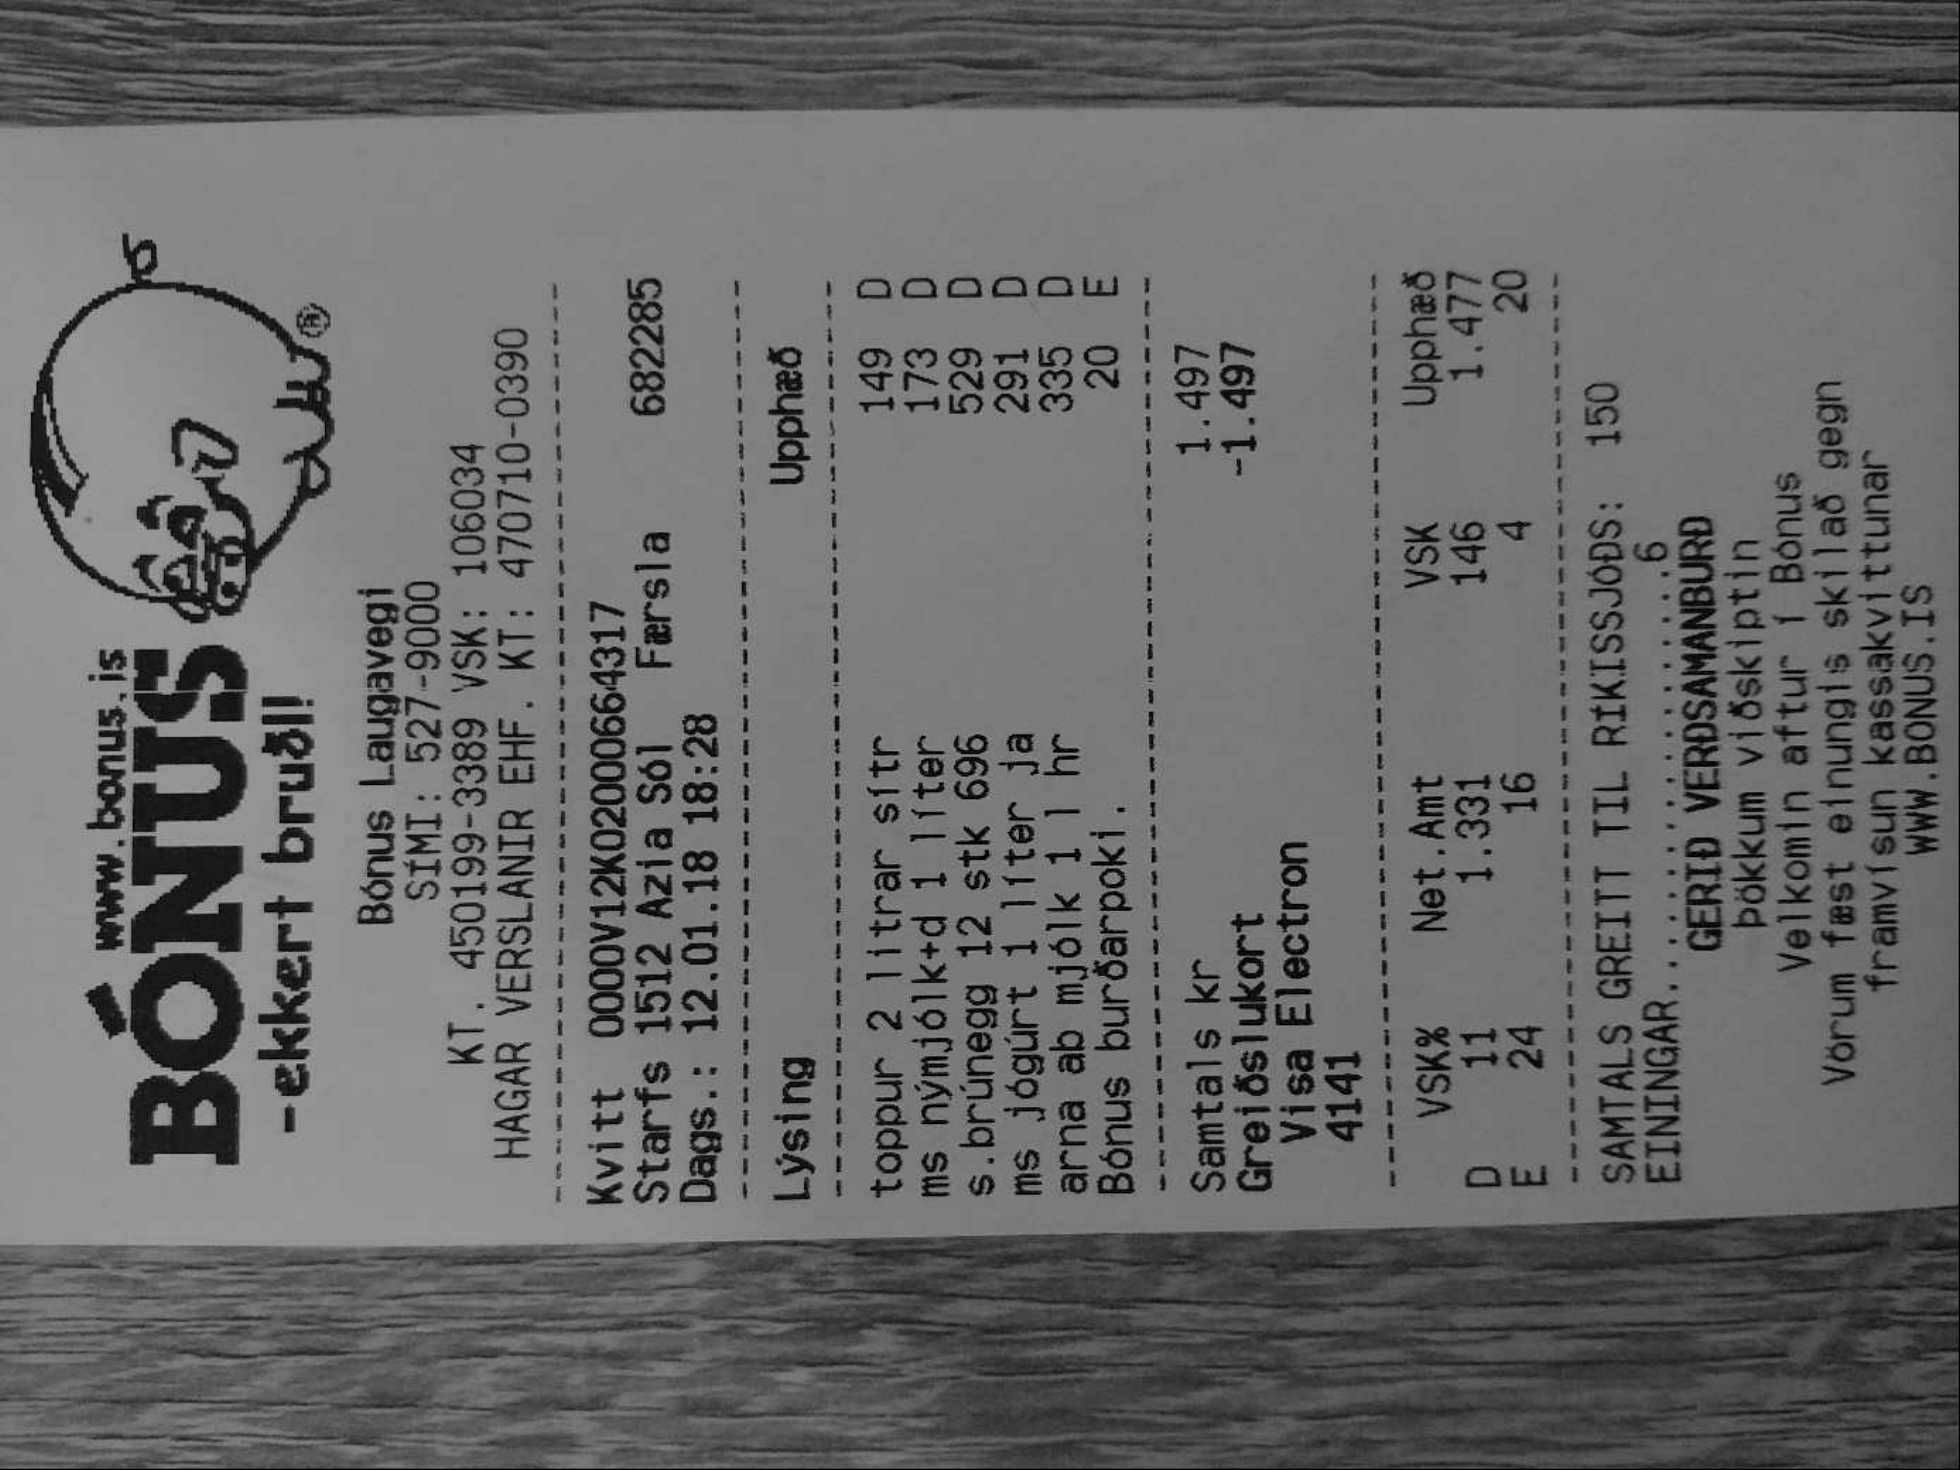 www.bonus.is
BÓNUS
®
-ekkert bruðl!
Bónus Laugavegi
SÍMI: 527-9000
KT. 450199-3389 VSK: 106034
HAGAR VERSLANIR EHF. KT: 470710-0390
Kvitt 0000V12K02000664317
Starfs 1512 Azia Sól Færsla 682285
Dags.: 12.01.18 18:28
Lýsing Upphæð
toppur 2 lítrar sítr 149 D
ms nýmjólk+d 1 líter 173 D
s.brúnegg 12 stk 696 529 D
ms jógúrt 1 líter ja 291 D
arna ab mjólk 1 l hr 335 D
Bónus burðarpoki. 20 E
Samtals kr 1.497
Greiðslukort -1.497
Visa Electron
4141
VSK% Net.Amt VSK Upphæð
D 11 1.331 146 1.477
E 24 16 4 20
SAMTALS GREITT TIL RÍKISSJÓÐS: 150
EININGAR.....................6
GERIÐ VERÐSAMANBURÐ
Þökkum viðskiptin
Velkomin aftur í Bónus
Vörum fæst einungis skilað gegn
framvísun kassakvittunar
WWW.BONUS.IS